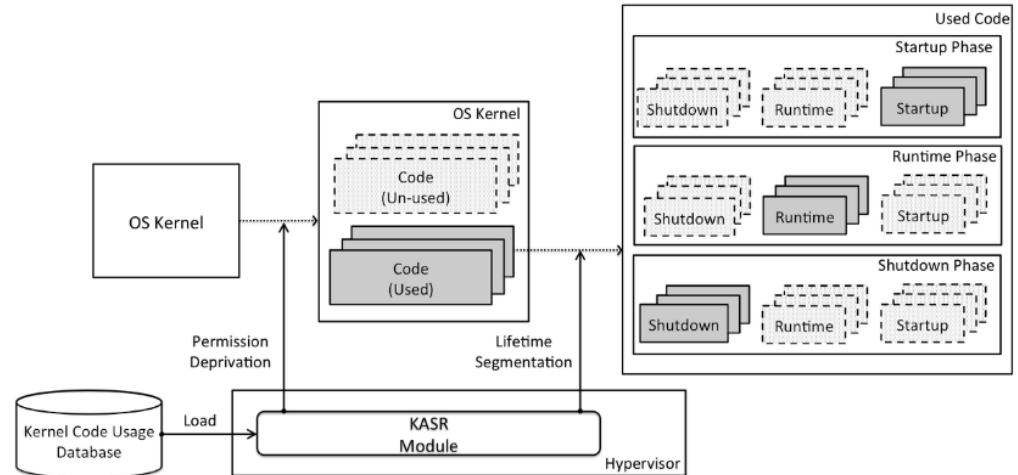 Used Code
Startup Phase
Shutdown
Runtime
Startup
OS Kernel
Code
(Un-used)
Code
(Used)
OS Kernel
Runtime Phase
Shutdown
Runtime
Startup
Shutdown Phase
Shutdown
Runtime
Startup
Permission
Deprivation
Lifetime
Segmentation
Kernel Code Usage
Database
Load
KASR
Module
Hypervisor